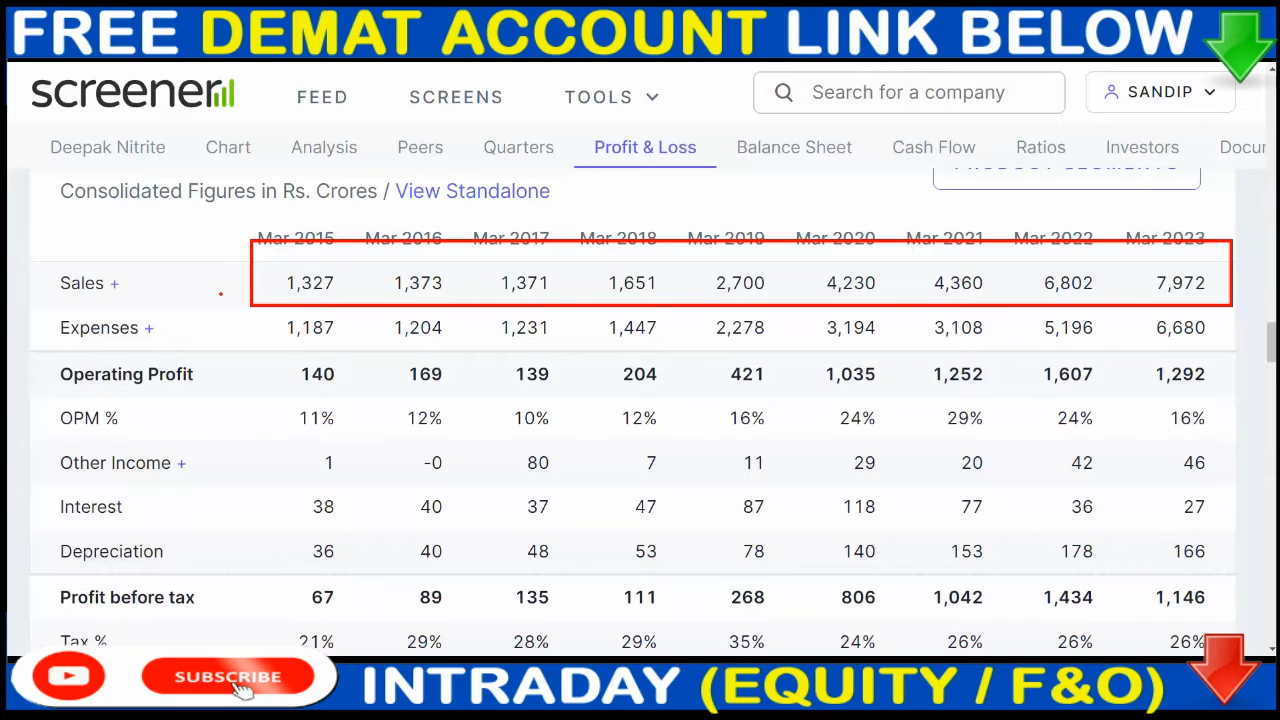 FREE DEMAT ACCOUNT LINK BELOW
screener FEED SCREENS TOOLS Search for a company SANDIP
Deepak Nitrite Chart Analysis Peers Quarters Profit & Loss Balance Sheet Cash Flow Ratios Investors Docur
PRODUCT SEGMENTS
Consolidated Figures in Rs. Crores / View Standalone
Mar 2015 Mar 2016 Mar 2017 Mar 2018 Mar 2019 Mar 2020 Mar 2021 Mar 2022 Mar 2023
Sales + 1,327 1,373 1,371 1,651 2,700 4,230 4,360 6,802 7,972
Expenses + 1,187 1,204 1,231 1,447 2,278 3,194 3,108 5,196 6,680
Operating Profit 140 169 139 204 421 1,035 1,252 1,607 1,292
OPM % 11% 12% 10% 12% 16% 24% 29% 24% 16%
Other Income + 1 -0 80 7 11 29 20 42 46
Interest 38 40 37 47 87 118 77 36 27
Depreciation 36 40 48 53 78 140 153 178 166
Profit before tax 67 89 135 111 268 806 1,042 1,434 1,146
Tax % 21% 29% 28% 29% 35% 24% 26% 26% 26%
SUBSCRIBE
INTRADAY (EQUITY / F&O)